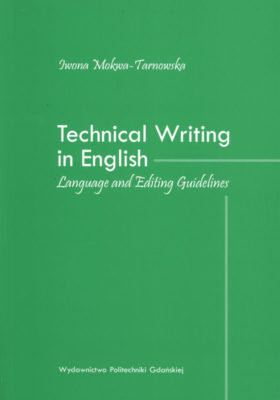 Iwona Mokwa-Tarnowska
Technical Writing
in English
Language and Editing Guidelines
Wydawnictwo Politechniki Gdańskiej